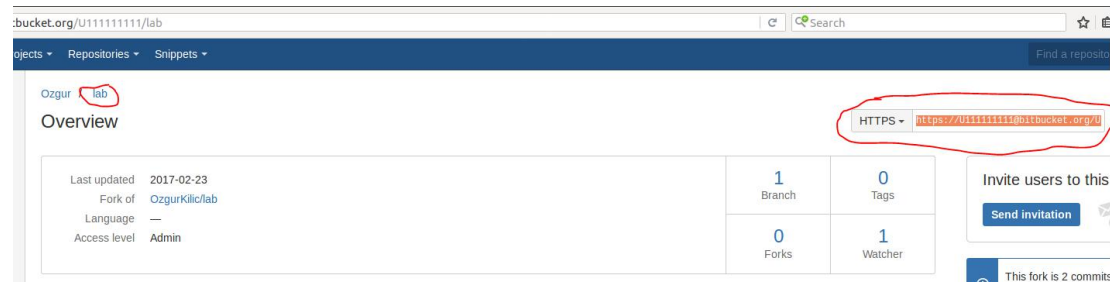 :bucket.org/U111111111/lab
Search
ojects Repositories Snippets
Find a reposito
Ozgur / lab
Overview
HTTPS https://U111111111@bitbucket.org/U
Last updated 2017-02-23
Fork of OzgurKilic/lab
Language —
Access level Admin
1
Branch
0
Tags
0
Forks
1
Watcher
Invite users to this
Send invitation
This fork is 2 commits